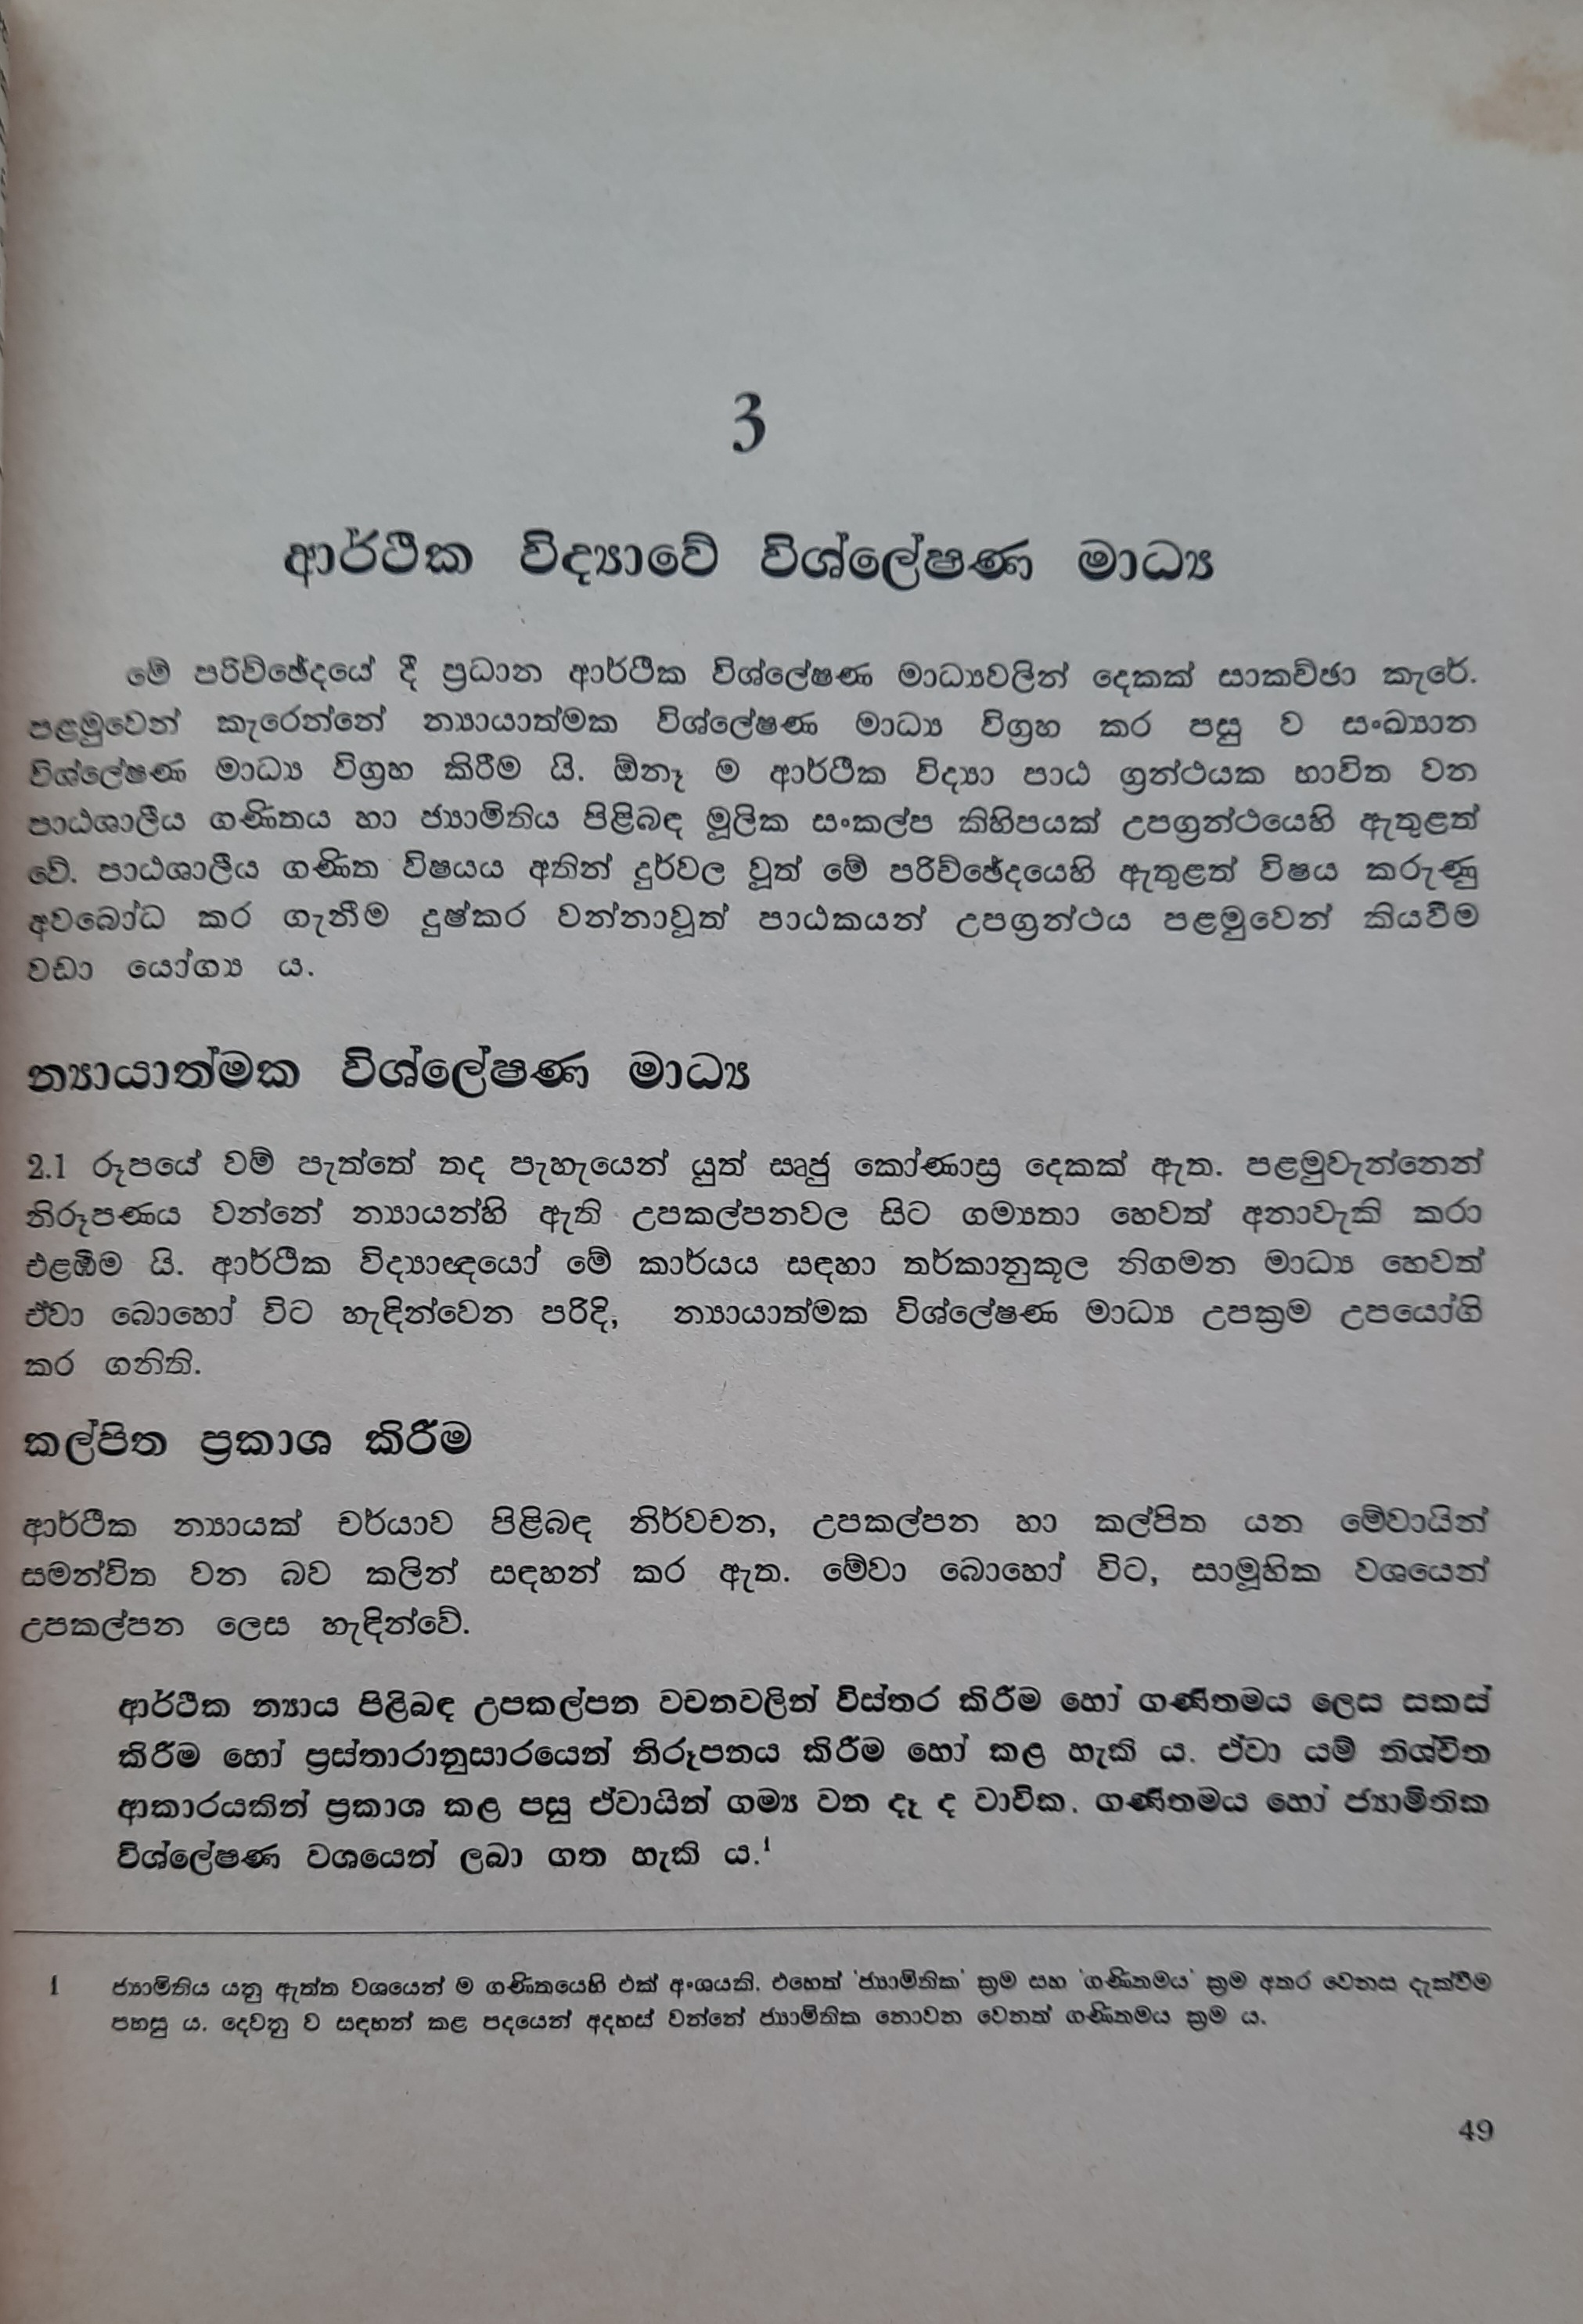 3
ආර්ථික විද්‍යාවේ විශ්ලේෂණ මාධ්‍ය
මේ පරිච්ඡේදයේ දී ප්‍රධාන ආර්ථික විශ්ලේෂණ මාධ්‍යවලින් දෙකක් සාකච්ඡා කැරේ.
පළමුවෙන් කැරෙන්නේ න්‍යායාත්මක විශ්ලේෂණ මාධ්‍ය විග්‍රහ කර පසු ව සංඛ්‍යාන
විශ්ලේෂණ මාධ්‍ය විග්‍රහ කිරීම යි. ඕනෑ ම ආර්ථික විද්‍යා පාඨ ග්‍රන්ථයක භාවිත වන
පාඨශාලීය ගණිතය හා ජ්‍යාමිතිය පිළිබඳ මූලික සංකල්ප කිහිපයක් උපග්‍රන්ථයෙහි ඇතුළත්
වේ. පාඨශාලීය ගණිත විෂයය අතින් දුර්වල වූත් මේ පරිච්ඡේදයෙහි ඇතුළත් විෂය කරුණු
අවබෝධ කර ගැනීම දුෂ්කර වන්නාවූත් පාඨකයන් උපග්‍රන්ථය පළමුවෙන් කියවීම
වඩා යෝග්‍ය ය.
න්‍යායාත්මක විශ්ලේෂණ මාධ්‍ය
2.1 රූපයේ වම් පැත්තේ තද පැහැයෙන් යුත් සෘජු කෝණාස්‍ර දෙකක් ඇත. පළමුවැන්නෙන්
නිරූපණය වන්නේ න්‍යායන්හි ඇති උපකල්පනවල සිට ගම්‍යතා හෙවත් අනාවැකි කරා
එළඹීම යි. ආර්ථික විද්‍යාඥයෝ මේ කාර්යය සඳහා තර්කානුකූල නිගමන මාධ්‍ය හෙවත්
ඒවා බොහෝ විට හැඳින්වෙන පරිදි, න්‍යායාත්මක විශ්ලේෂණ මාධ්‍ය උපක්‍රම උපයෝගි
කර ගනිති.
කල්පිත ප්‍රකාශ කිරීම
ආර්ථික න්‍යායක් චර්යාව පිළිබඳ නිර්වචන, උපකල්පන හා කල්පිත යන මේවායින්
සමන්විත වන බව කලින් සඳහන් කර ඇත. මේවා බොහෝ විට, සාමූහික වශයෙන්
උපකල්පන ලෙස හැඳින්වේ.
ආර්ථික න්‍යාය පිළිබඳ උපකල්පන වචනවලින් විස්තර කිරීම හෝ ගණිතමය ලෙස සකස්
කිරීම හෝ ප්‍රස්තාරානුසාරයෙන් නිරූපනය කිරීම හෝ කළ හැකි ය. ඒවා යම් නිශ්චිත
ආකාරයකින් ප්‍රකාශ කළ පසු ඒවායින් ගම්‍ය වන දෑ ද වාචික, ගණිතමය හෝ ජ්‍යාමිතික
විශ්ලේෂණ වශයෙන් ලබා ගත හැකි ය.¹
1 ජ්‍යාමිතිය යනු ඇත්ත වශයෙන් ම ගණිතයෙහි එක් අංශයකි. එහෙත් 'ජ්‍යාමිතික' ක්‍රම සහ 'ගණිතමය' ක්‍රම අතර වෙනස දැක්වීම
පහසු ය. දෙවනු ව සඳහන් කළ පදයෙන් අදහස් වන්නේ ජ්‍යාමිතික නොවන වෙනත් ගණිතමය ක්‍රම ය.
49